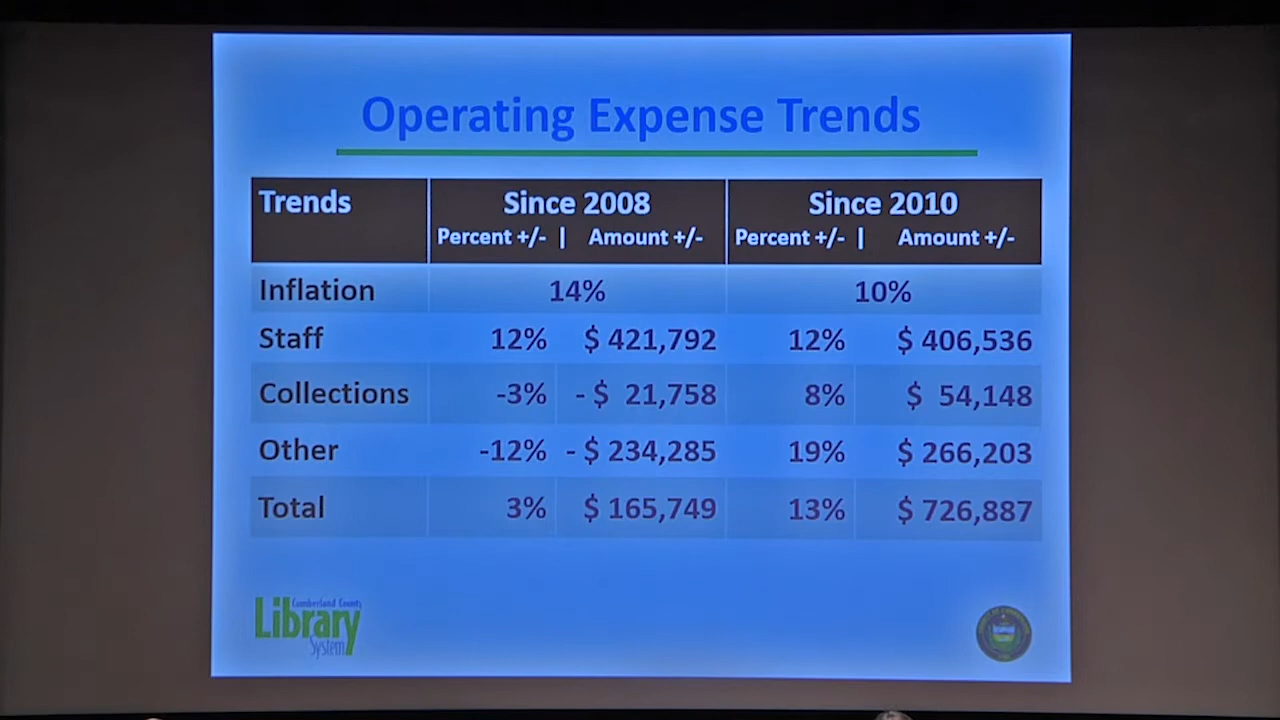 Operating Expense Trends
Trends Since 2008 Since 2010
Percent +/- | Amount +/- Percent +/- | Amount +/-
Inflation 14% 10%
Staff 12% $ 421,792 12% $ 406,536
Collections -3% - $ 21,758 8% $ 54,148
Other -12% - $ 234,285 19% $ 266,203
Total 3% $ 165,749 13% $ 726,887
Cumberland County
Library
System